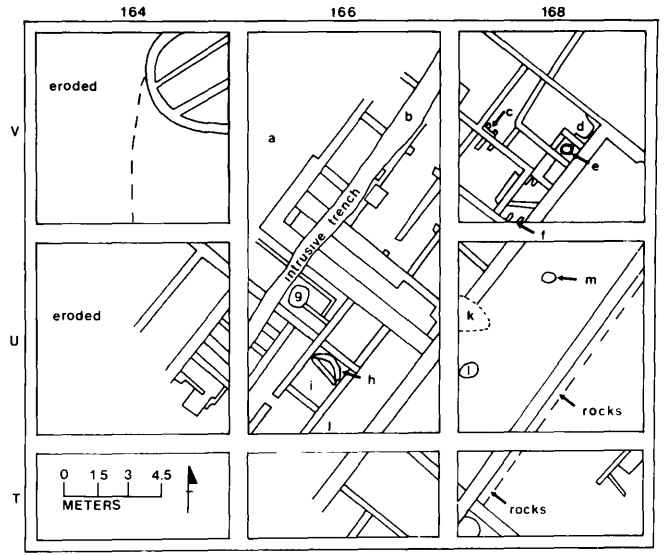 164 166 168
V
eroded
a
b
intrusive trench
c
d
e
f
U
eroded
g
h
i
j
k
l
m
rocks
T
0 1 5 3 4.5
METERS
rocks